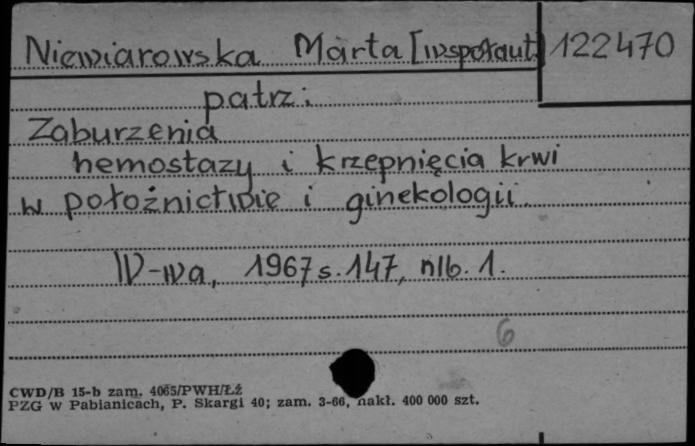 Niewiarowska Marta [współaut.] 122470
patrz:
Zaburzenia
hemostazy i krzepnięcia krwi
w położnictwie i ginekologii.
W-wa, 1967 s. 147, nlb. 1.
6
CWD/B 15-b zam. 4065/PWH/ŁŹ
PZG w Pabianicach, P. Skargi 40; zam. 3-66, nakł. 400 000 szt.